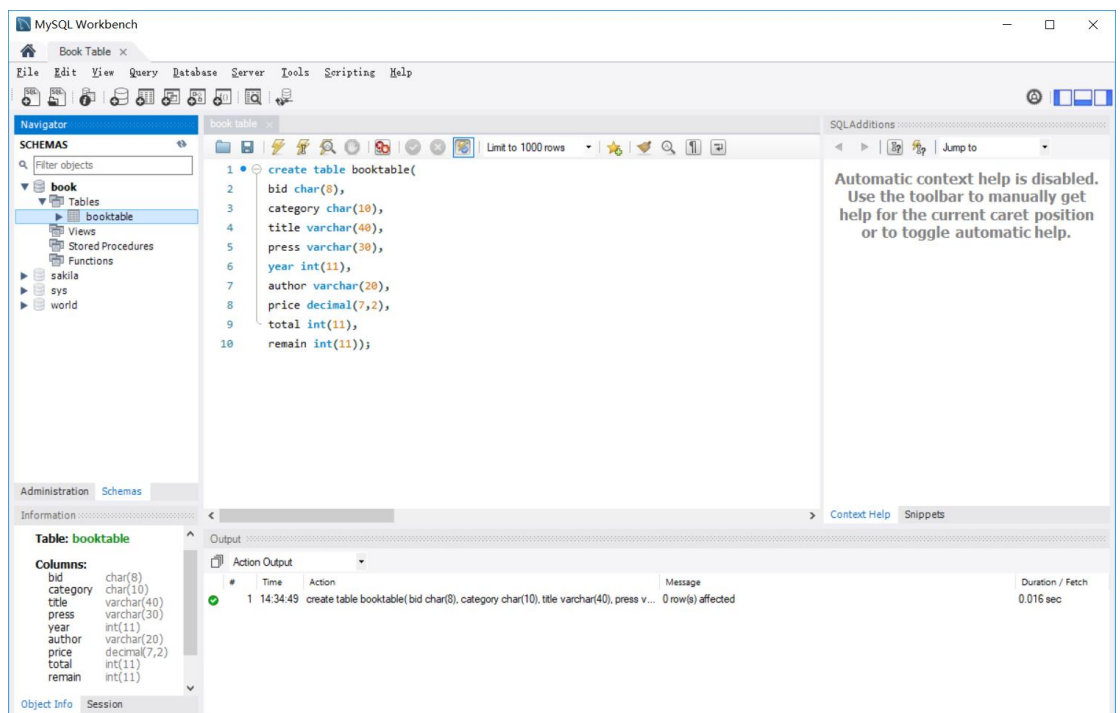 MySQL Workbench
Book Table
File Edit View Query Database Server Tools Scripting Help
Navigator
SCHEMAS
Filter objects
book
Tables
booktable
Views
Stored Procedures
Functions
sakila
sys
world
Administration Schemas
Information
Table: booktable
Columns:
bid char(8)
category char(10)
title varchar(40)
press varchar(30)
year int(11)
author varchar(20)
price decimal(7,2)
total int(11)
remain int(11)
Object Info Session
book table
Limit to 1000 rows
1 create table booktable(
2 bid char(8),
3 category char(10),
4 title varchar(40),
5 press varchar(30),
6 year int(11),
7 author varchar(20),
8 price decimal(7,2),
9 total int(11),
10 remain int(11));
SQLAdditions
Jump to
Automatic context help is disabled.
Use the toolbar to manually get
help for the current caret position
or to toggle automatic help.
Context Help Snippets
Output
Action Output
# Time Action Message Duration / Fetch
1 14:34:49 create table booktable( bid char(8), category char(10), title varchar(40), press v... 0 row(s) affected 0.016 sec